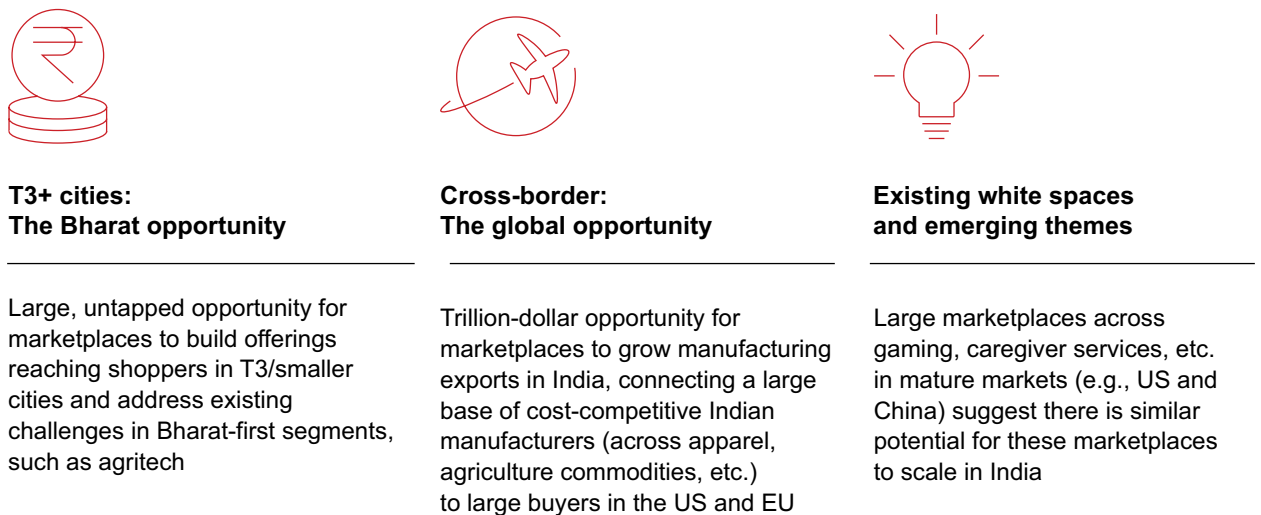 T3+ cities:
The Bharat opportunity
Large, untapped opportunity for
marketplaces to build offerings
reaching shoppers in T3/smaller
cities and address existing
challenges in Bharat-first segments,
such as agritech
Cross-border:
The global opportunity
Trillion-dollar opportunity for
marketplaces to grow manufacturing
exports in India, connecting a large
base of cost-competitive Indian
manufacturers (across apparel,
agriculture commodities, etc.)
to large buyers in the US and EU
Existing white spaces
and emerging themes
Large marketplaces across
gaming, caregiver services, etc.
in mature markets (e.g., US and
China) suggest there is similar
potential for these marketplaces
to scale in India